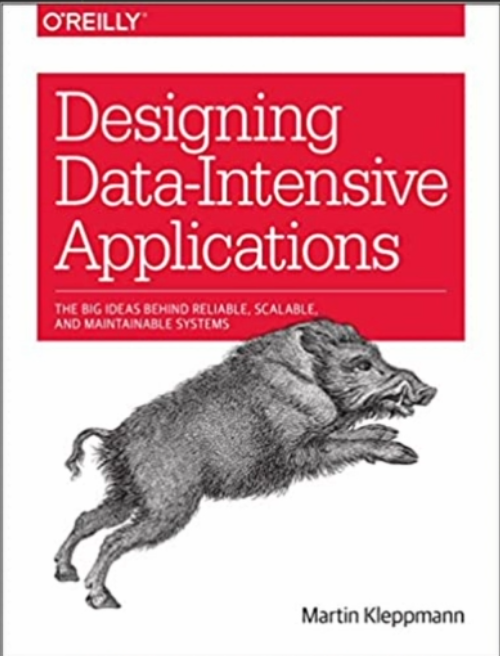 O'REILLY®
Designing
Data-Intensive
Applications
THE BIG IDEAS BEHIND RELIABLE, SCALABLE,
AND MAINTAINABLE SYSTEMS
Martin Kleppmann